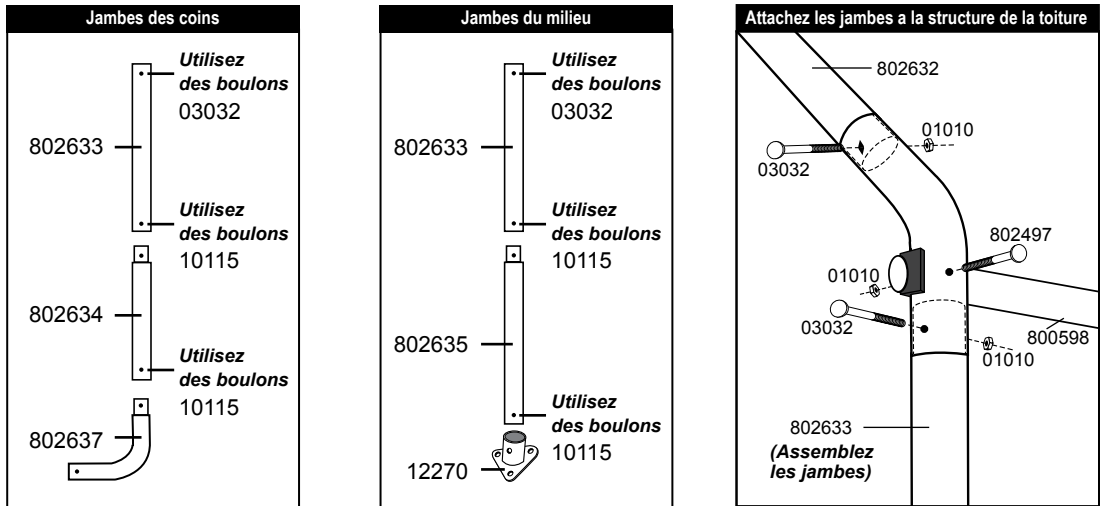 Jambes des coins
Utilisez
des boulons
03032
802633
Utilisez
des boulons
10115
802634
Utilisez
des boulons
10115
802637
Jambes du milieu
Utilisez
des boulons
03032
802633
Utilisez
des boulons
10115
802635
Utilisez
des boulons
10115
12270
Attachez les jambes a la structure de la toiture
802632
01010
03032
802497
01010
03032
800598
01010
802633
(Assemblez
les jambes)